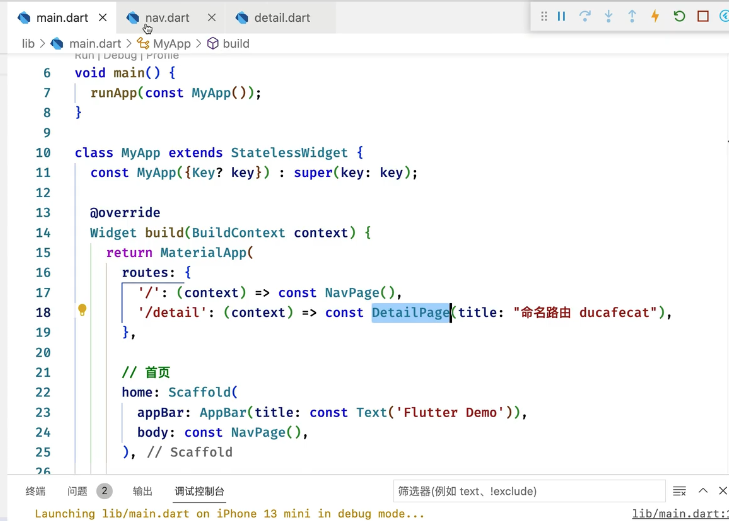 main.dart nav.dart detail.dart
lib > main.dart > MyApp > build
Run | Debug | Profile
6 void main() {
7 runApp(const MyApp());
8 }
9
10 class MyApp extends StatelessWidget {
11 const MyApp({Key? key}) : super(key: key);
12
13 @override
14 Widget build(BuildContext context) {
15 return MaterialApp(
16 routes: {
17 '/': (context) => const NavPage(),
18 '/detail': (context) => const DetailPage(title: "命名路由 ducafecat"),
19 },
20
21 // 首页
22 home: Scaffold(
23 appBar: AppBar(title: const Text('Flutter Demo')),
24 body: const NavPage(),
25 ), // Scaffold
26
终端 问题 2 输出 调试控制台 筛选器(例如 text、!exclude)
Launching lib/main.dart on iPhone 13 mini in debug mode... lib/main.dart:1